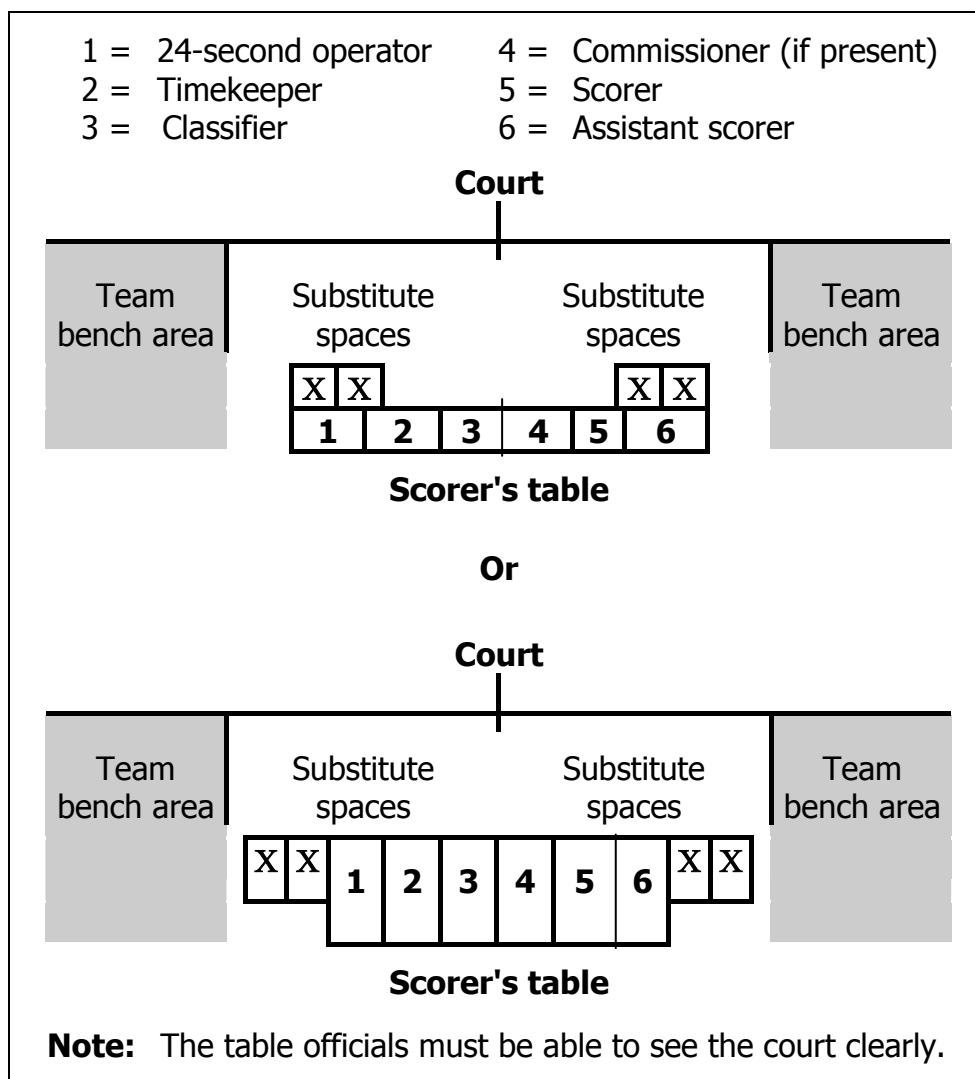 1 = 24-second operator 4 = Commissioner (if present)
2 = Timekeeper 5 = Scorer
3 = Classifier 6 = Assistant scorer
Court
Team Substitute Substitute Team
bench area spaces spaces bench area
X X X X
1 2 3 4 5 6
Scorer's table
Or
Court
Team Substitute Substitute Team
bench area spaces spaces bench area
X X 1 2 3 4 5 6 X X
Scorer's table
Note: The table officials must be able to see the court clearly.